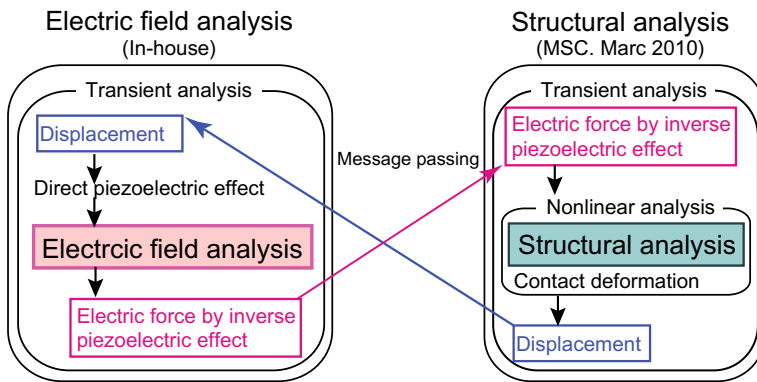 Electric field analysis
(In-house)
Transient analysis
Displacement
Direct piezoelectric effect
Electrcic field analysis
Electric force by inverse
piezoelectric effect
Message passing
Structural analysis
(MSC. Marc 2010)
Transient analysis
Electric force by inverse
piezoelectric effect
Nonlinear analysis
Structural analysis
Contact deformation
Displacement